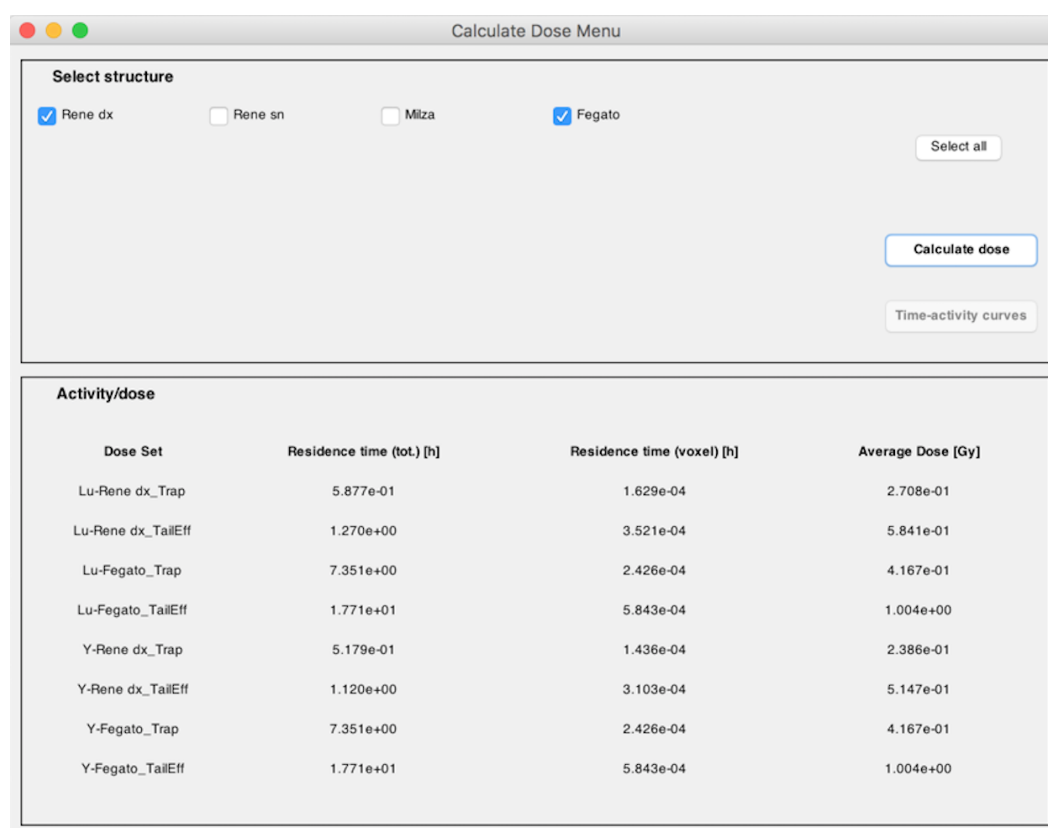 Calculate Dose Menu
Select structure
Rene dx Rene sn Milza Fegato
Select all
Calculate dose
Time-activity curves
Activity/dose
Dose Set Residence time (tot.) [h] Residence time (voxel) [h] Average Dose [Gy]
Lu-Rene dx_Trap 5.877e-01 1.629e-04 2.708e-01
Lu-Rene dx_TailEff 1.270e+00 3.521e-04 5.841e-01
Lu-Fegato_Trap 7.351e+00 2.426e-04 4.167e-01
Lu-Fegato_TailEff 1.771e+01 5.843e-04 1.004e+00
Y-Rene dx_Trap 5.179e-01 1.436e-04 2.386e-01
Y-Rene dx_TailEff 1.120e+00 3.103e-04 5.147e-01
Y-Fegato_Trap 7.351e+00 2.426e-04 4.167e-01
Y-Fegato_TailEff 1.771e+01 5.843e-04 1.004e+00